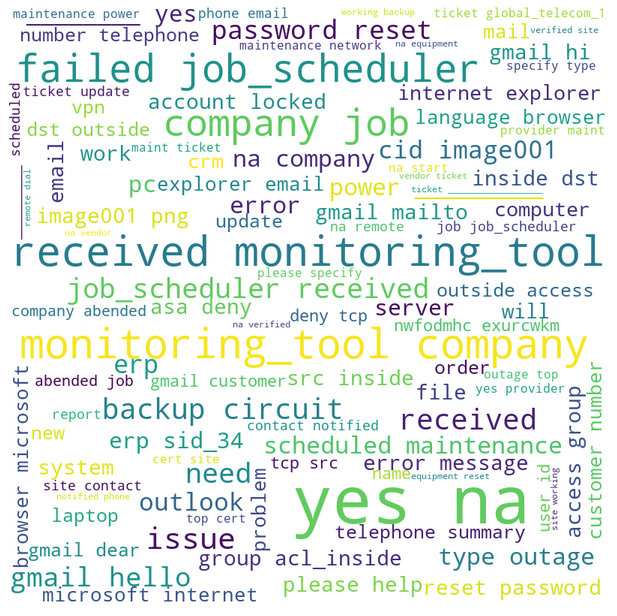 maintenance power
yes
phone email
working backup
ticket global_telecom_1
number telephone
password reset
mail
verified site
maintenance network
na equipment
gmail hi
failed job_scheduler
specify type
scheduled
ticket update
account locked
internet explorer
vpn
company job
language browser
dst outside
provider maint
work
maint ticket
cid image001
email
crm
na company
na start
remote dial
pc
explorer email
power
vendor ticket
inside dst
ticket ___________________
error
image001 png
update
gmail mailto
computer
na vendor
na remote
job job_scheduler
received monitoring_tool
please specify
job_scheduler received
outside access
company abended
asa deny
deny tcp
server
will
na verified
nwfodmhc exurcwkm
monitoring_tool company
erp
order
outage top
browser microsoft
abended job
gmail customer
src inside
file
yes provider
customer number
report
backup circuit
received
access group
new
contact notified
erp sid_34
scheduled maintenance
system
cert site
need
tcp src
error message
name
equipment reset
user id
site working
notified phone
site contact
problem
outlook
yes na
laptop
top cert
issue
telephone summary
gmail dear
group acl_inside
type outage
gmail hello
please help
reset password
microsoft internet